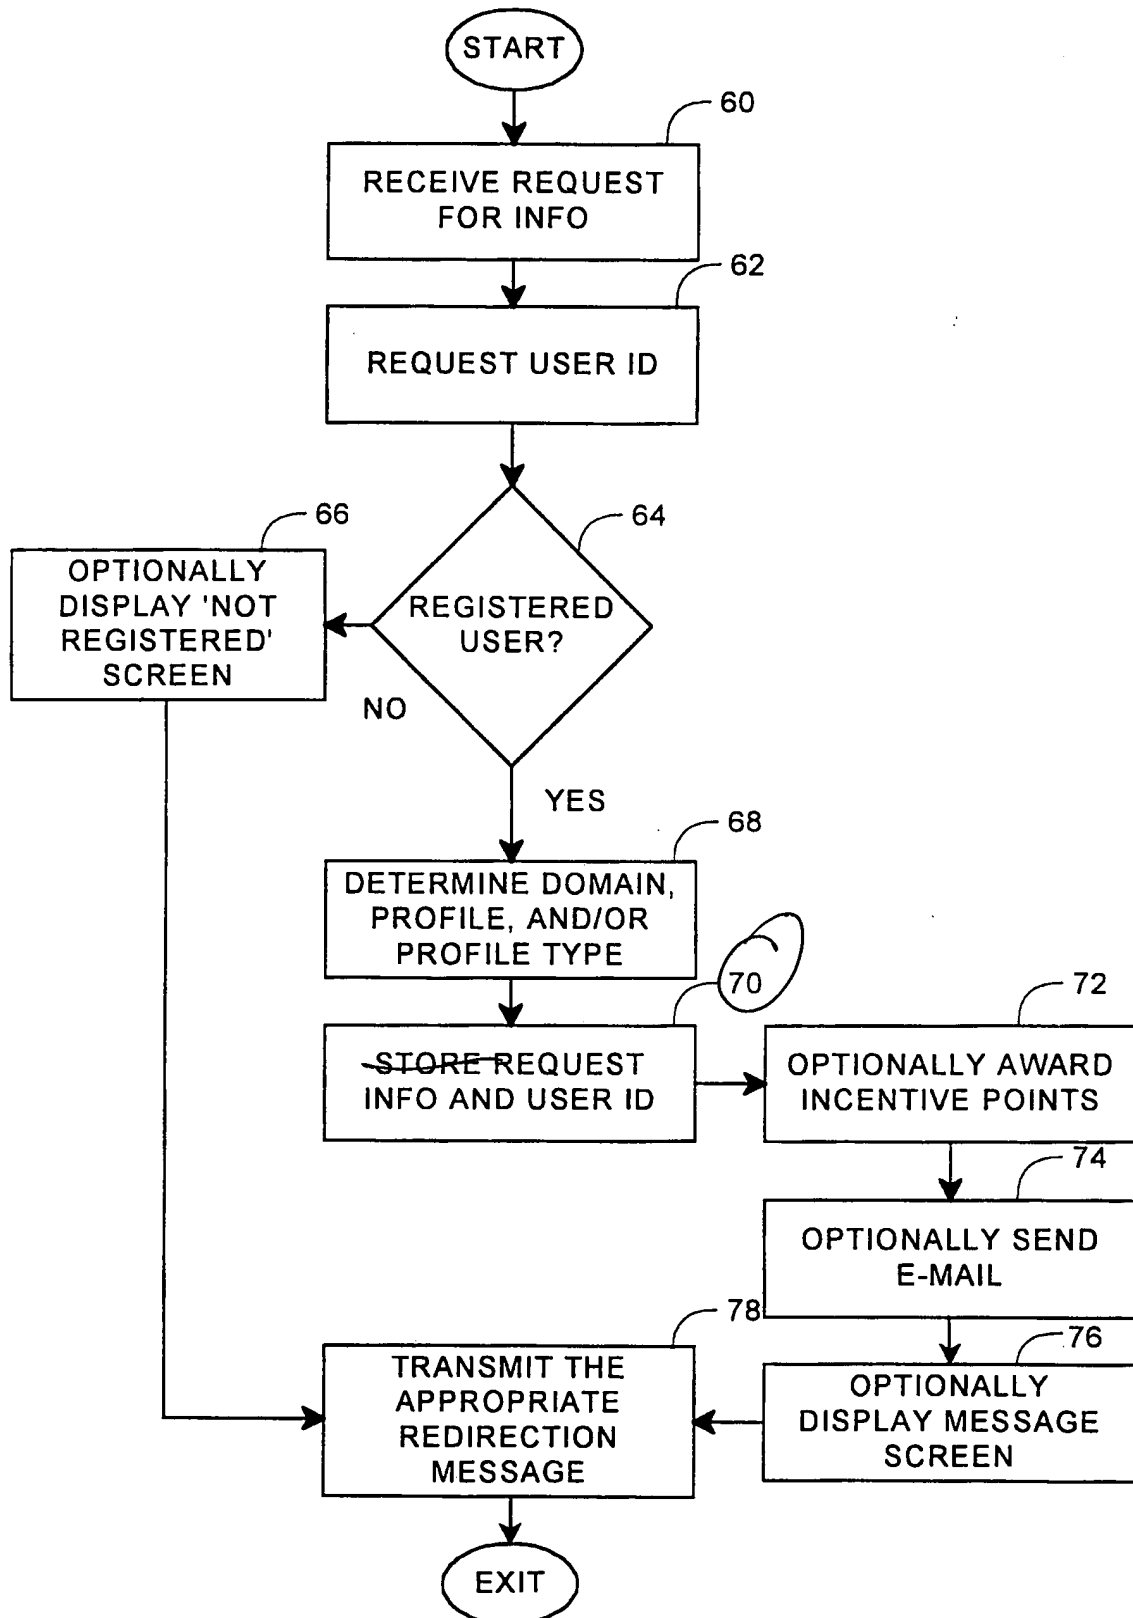 START
60
RECEIVE REQUEST
FOR INFO
62
REQUEST USER ID
64
REGISTERED
USER?
66
OPTIONALLY
DISPLAY 'NOT
REGISTERED'
SCREEN
NO
YES
68
DETERMINE DOMAIN,
PROFILE, AND/OR
PROFILE TYPE
70
STORE REQUEST
INFO AND USER ID
72
OPTIONALLY AWARD
INCENTIVE POINTS
74
OPTIONALLY SEND
E-MAIL
76
OPTIONALLY
DISPLAY MESSAGE
SCREEN
78
TRANSMIT THE
APPROPRIATE
REDIRECTION
MESSAGE
EXIT